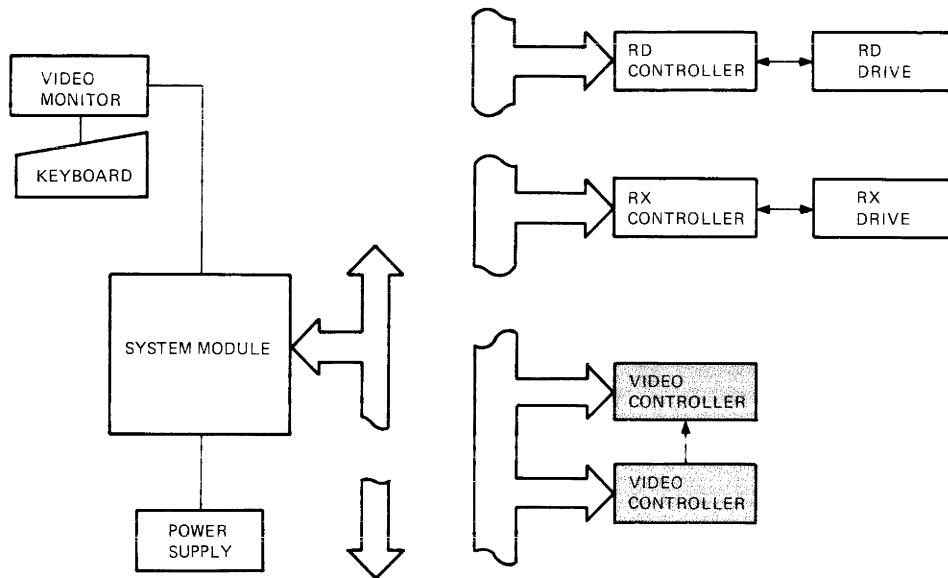 VIDEO
MONITOR
KEYBOARD
SYSTEM MODULE
POWER
SUPPLY
RD
CONTROLLER
RD
DRIVE
RX
CONTROLLER
RX
DRIVE
VIDEO
CONTROLLER
VIDEO
CONTROLLER